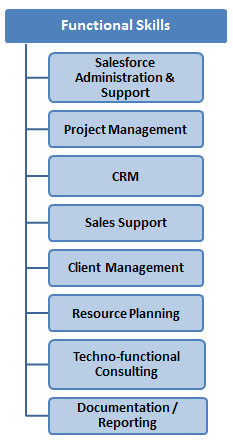 Functional Skills
Salesforce
Administration &
Support
Project Management
CRM
Sales Support
Client Management
Resource Planning
Techno-functional
Consulting
Documentation /
Reporting